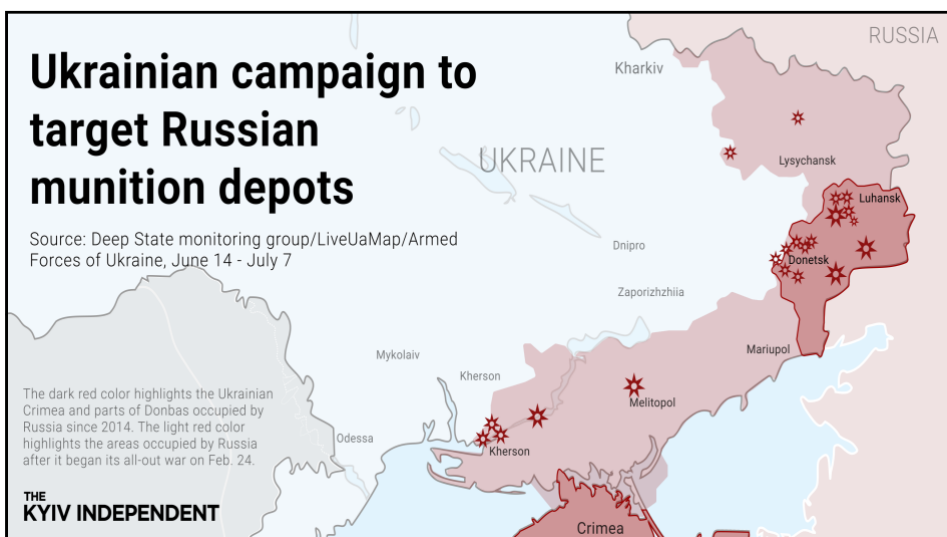 Ukrainian campaign to
target Russian
munition depots
Source: Deep State monitoring group/LiveUaMap/Armed
Forces of Ukraine, June 14 - July 7
RUSSIA
Kharkiv
UKRAINE
Lysychansk
Luhansk
Dnipro
Donetsk
Zaporizhzhiia
Mariupol
Mykolaiv
Kherson
Melitopol
Odessa
Kherson
Crimea
The dark red color highlights the Ukrainian
Crimea and parts of Donbas occupied by
Russia since 2014. The light red color
highlights the areas occupied by Russia
after it began its all-out war on Feb. 24.
THE
KYIV INDEPENDENT